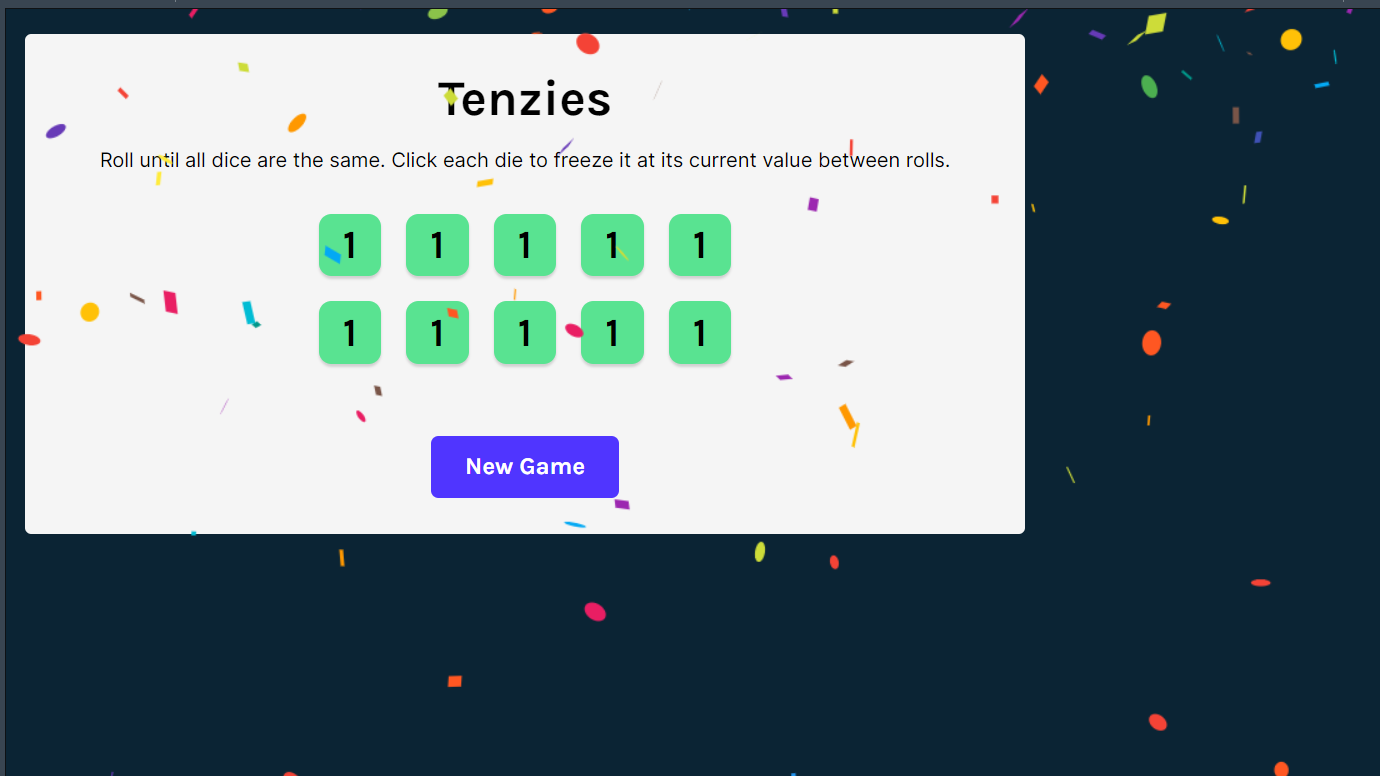 Tenzies
Roll until all dice are the same. Click each die to freeze it at its current value between rolls.
1 1 1 1 1
1 1 1 1 1
New Game